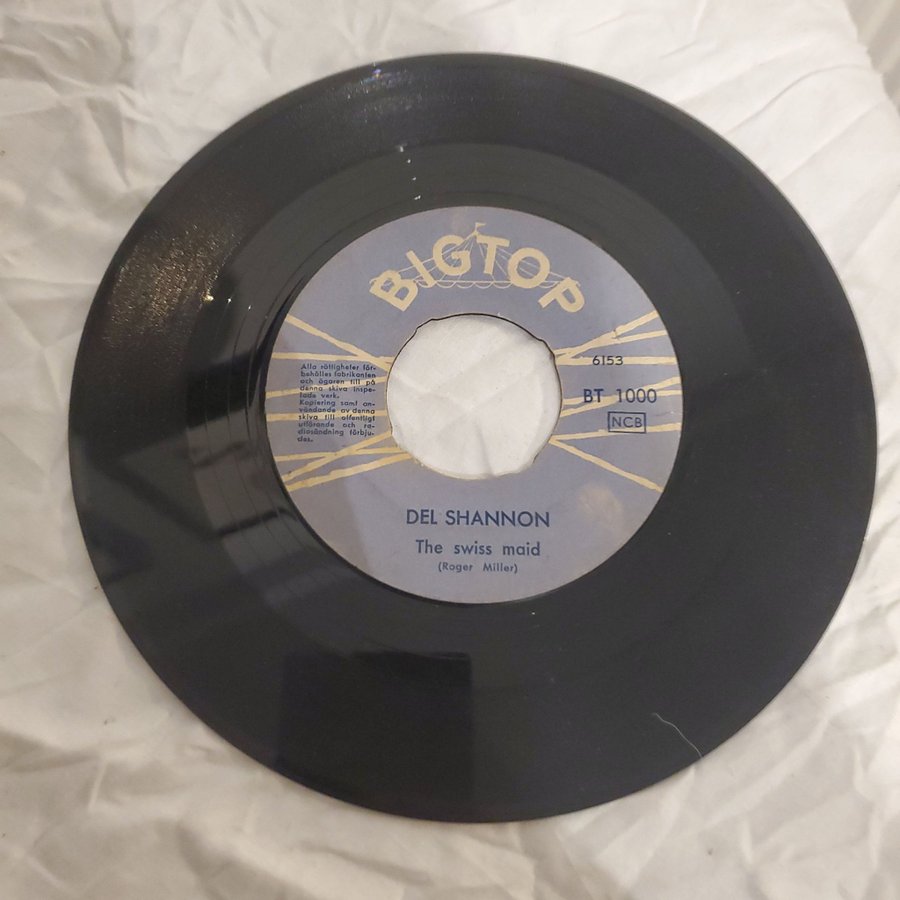 BIGTOP
Alla rättigheter för-
behålles fabrikanten
och ägaren till på
denna skiva inspe-
lade verk.
Kopiering samt an-
vändande av denna
skiva till offentligt
utförande och ra-
diosändning förbju-
des.
6153
BT 1000
NCB
DEL SHANNON
The swiss maid
(Roger Miller)